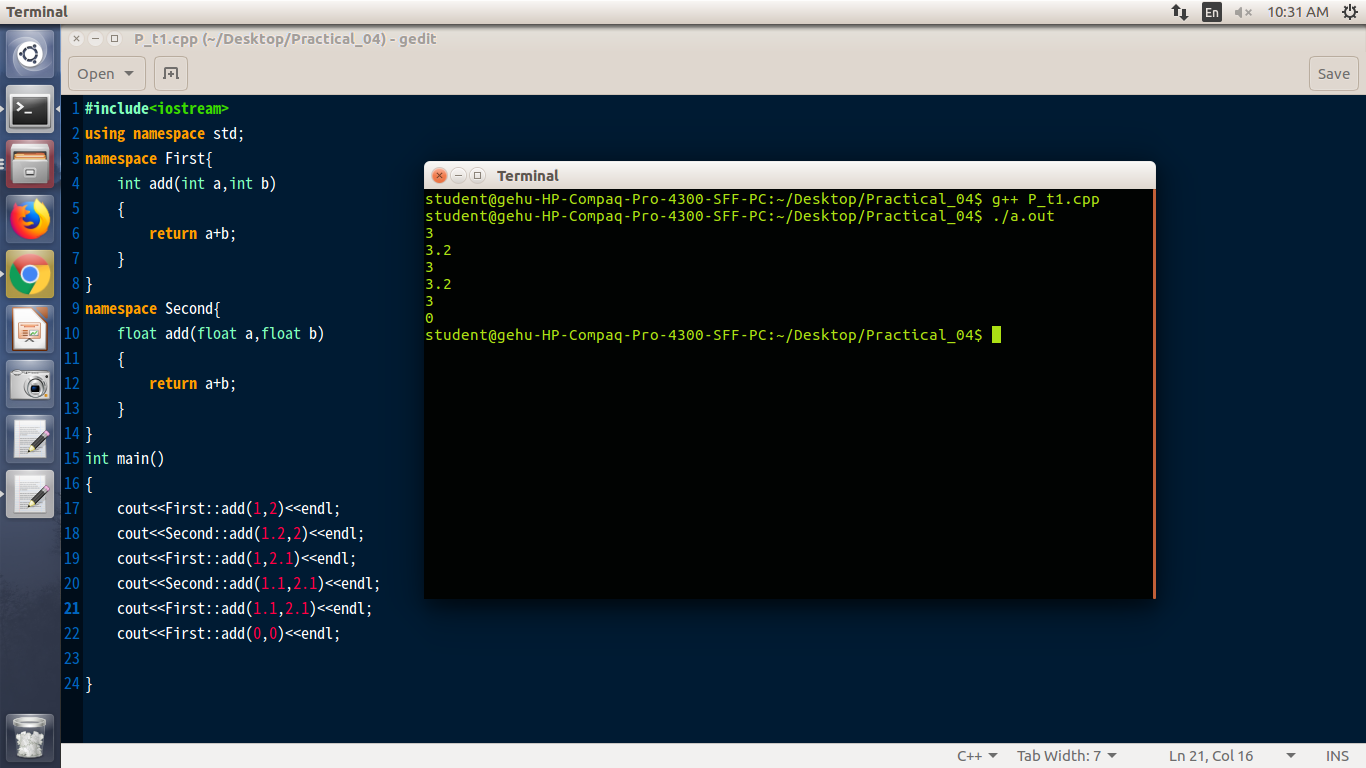 Terminal
En
10:31 AM
P_t1.cpp (~/Desktop/Practical_04) - gedit
Open
Save
1 #include<iostream>
2 using namespace std;
3 namespace First{
4 int add(int a,int b)
5 {
6 return a+b;
7 }
8 }
9 namespace Second{
10 float add(float a,float b)
11 {
12 return a+b;
13 }
14 }
15 int main()
16 {
17 cout<<First::add(1,2)<<endl;
18 cout<<Second::add(1.2,2)<<endl;
19 cout<<First::add(1,2.1)<<endl;
20 cout<<Second::add(1.1,2.1)<<endl;
21 cout<<First::add(1.1,2.1)<<endl;
22 cout<<First::add(0,0)<<endl;
23
24 }
Terminal
student@gehu-HP-Compaq-Pro-4300-SFF-PC:~/Desktop/Practical_04$ g++ P_t1.cpp
student@gehu-HP-Compaq-Pro-4300-SFF-PC:~/Desktop/Practical_04$ ./a.out
3
3.2
3
3.2
3
0
student@gehu-HP-Compaq-Pro-4300-SFF-PC:~/Desktop/Practical_04$
C++ Tab Width: 7 Ln 21, Col 16 INS